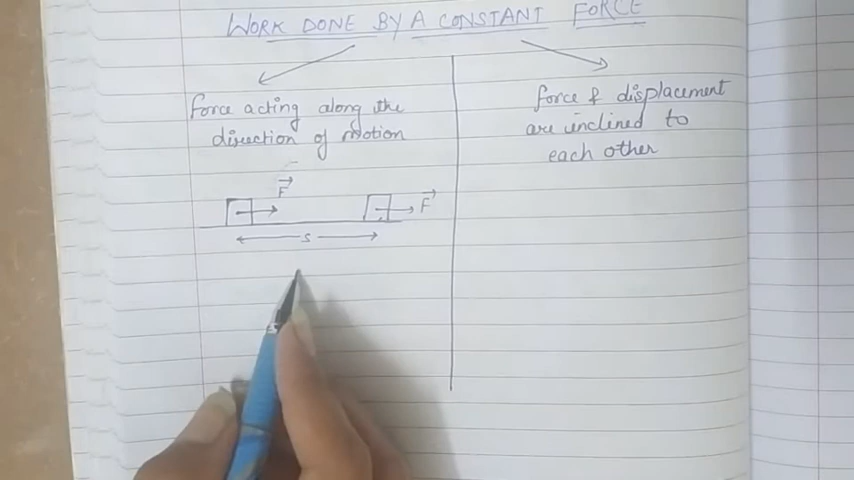 WORK DONE BY A CONSTANT FORCE
force acting along the
direction of motion
F F
S
force & displacement
are inclined to
each other